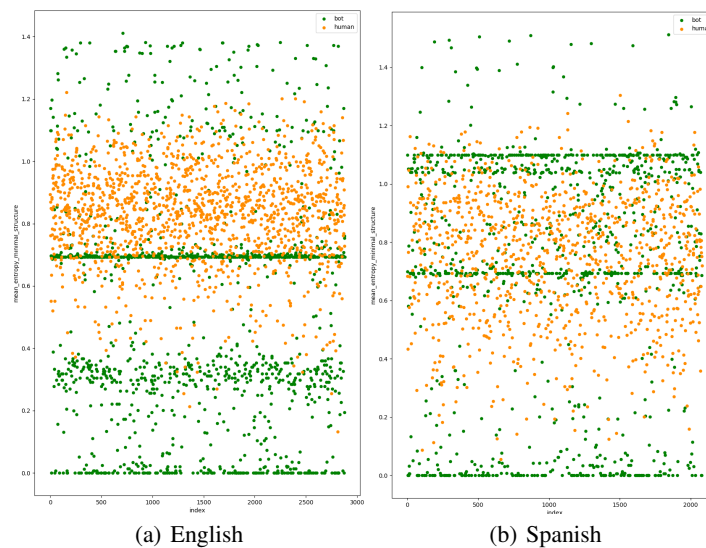 bot
human
mean_entropy_minimal_structure
1.4
1.2
1.0
0.8
0.6
0.4
0.2
0.0
0 500 1000 1500 2000 2500 3000
index
(a) English
bot
human
mean_entropy_minimal_structure
1.4
1.2
1.0
0.8
0.6
0.4
0.2
0.0
0 500 1000 1500 2000
index
(b) Spanish